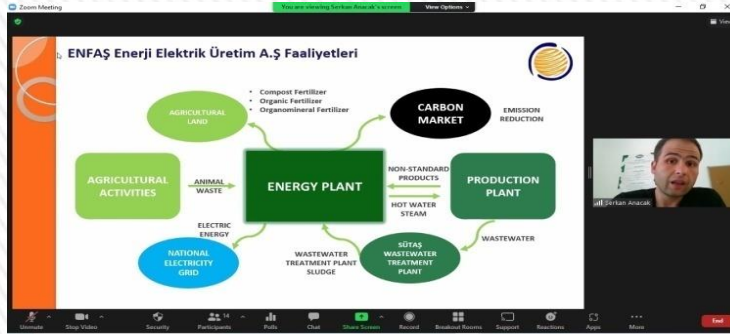 Zoom Meeting
You are viewing Serkan Anacak's screen
View Options
View
ENFAŞ Enerji Elektrik Üretim A.Ş Faaliyetleri
AGRICULTURAL
LAND
• Compost Fertilizer
• Organic Fertilizer
• Organomineral Fertilizer
CARBON
MARKET
EMISSION
REDUCTION
AGRICULTURAL
ACTIVITIES
ANIMAL
WASTE
ENERGY PLANT
NON-STANDARD
PRODUCTS
HOT WATER
STEAM
PRODUCTION
PLANT
ELECTRIC
ENERGY
NATIONAL
ELECTRICITY
GRID
WASTEWATER
TREATMENT PLANT
SLUDGE
SÜTAŞ
WASTEWATER
TREATMENT
PLANT
WASTEWATER
Serkan Anacak
Unmute
Stop Video
Security
Participants
14
Polls
Chat
Share Screen
Record
Breakout Rooms
Support
Reactions
Apps
More
End